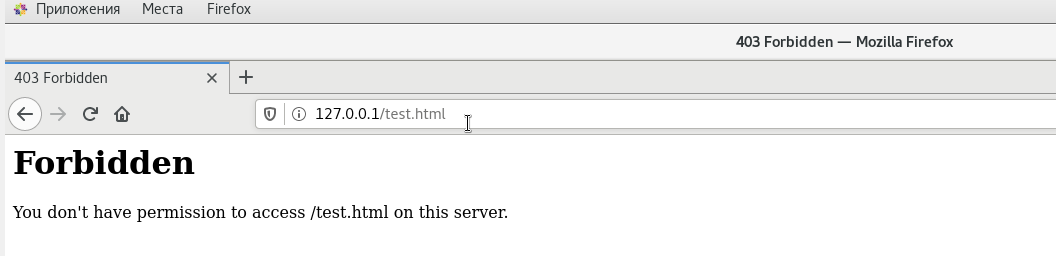 Приложения Места Firefox
403 Forbidden — Mozilla Firefox
403 Forbidden
127.0.0.1/test.html
Forbidden
You don't have permission to access /test.html on this server.